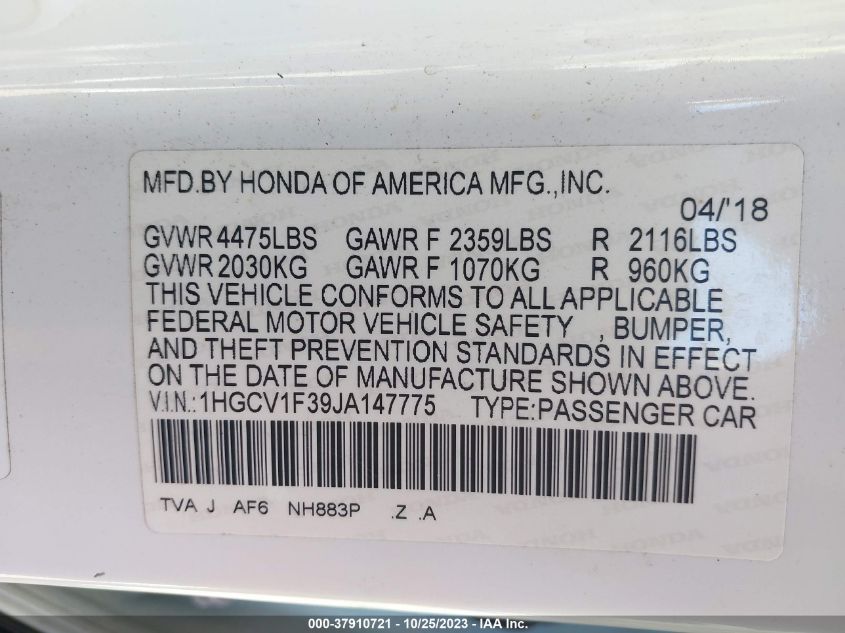 MFD.BY HONDA OF AMERICA MFG.,INC.
04/'18
GVWR 4475LBS GAWR F 2359LBS R 2116LBS
GVWR 2030KG GAWR F 1070KG R 960KG
THIS VEHICLE CONFORMS TO ALL APPLICABLE
FEDERAL MOTOR VEHICLE SAFETY , BUMPER,
AND THEFT PREVENTION STANDARDS IN EFFECT
ON THE DATE OF MANUFACTURE SHOWN ABOVE.
V.I.N.:1HGCV1F39JA147775 TYPE:PASSENGER CAR
TVA J AF6 NH883P .Z .A
000-37910721 - 10/25/2023 - IAA Inc.